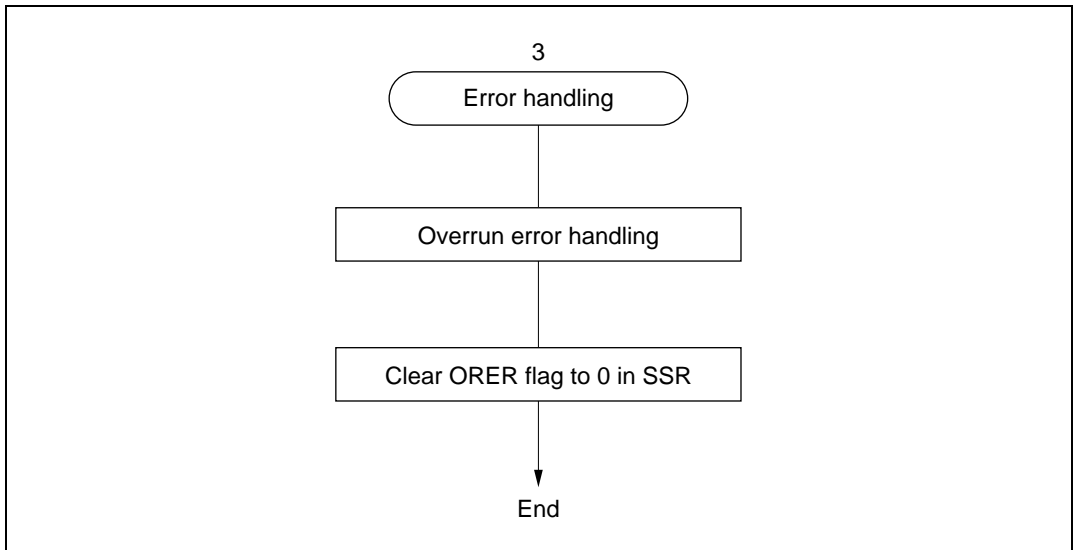 3
Error handling
Overrun error handling
Clear ORER flag to 0 in SSR
End